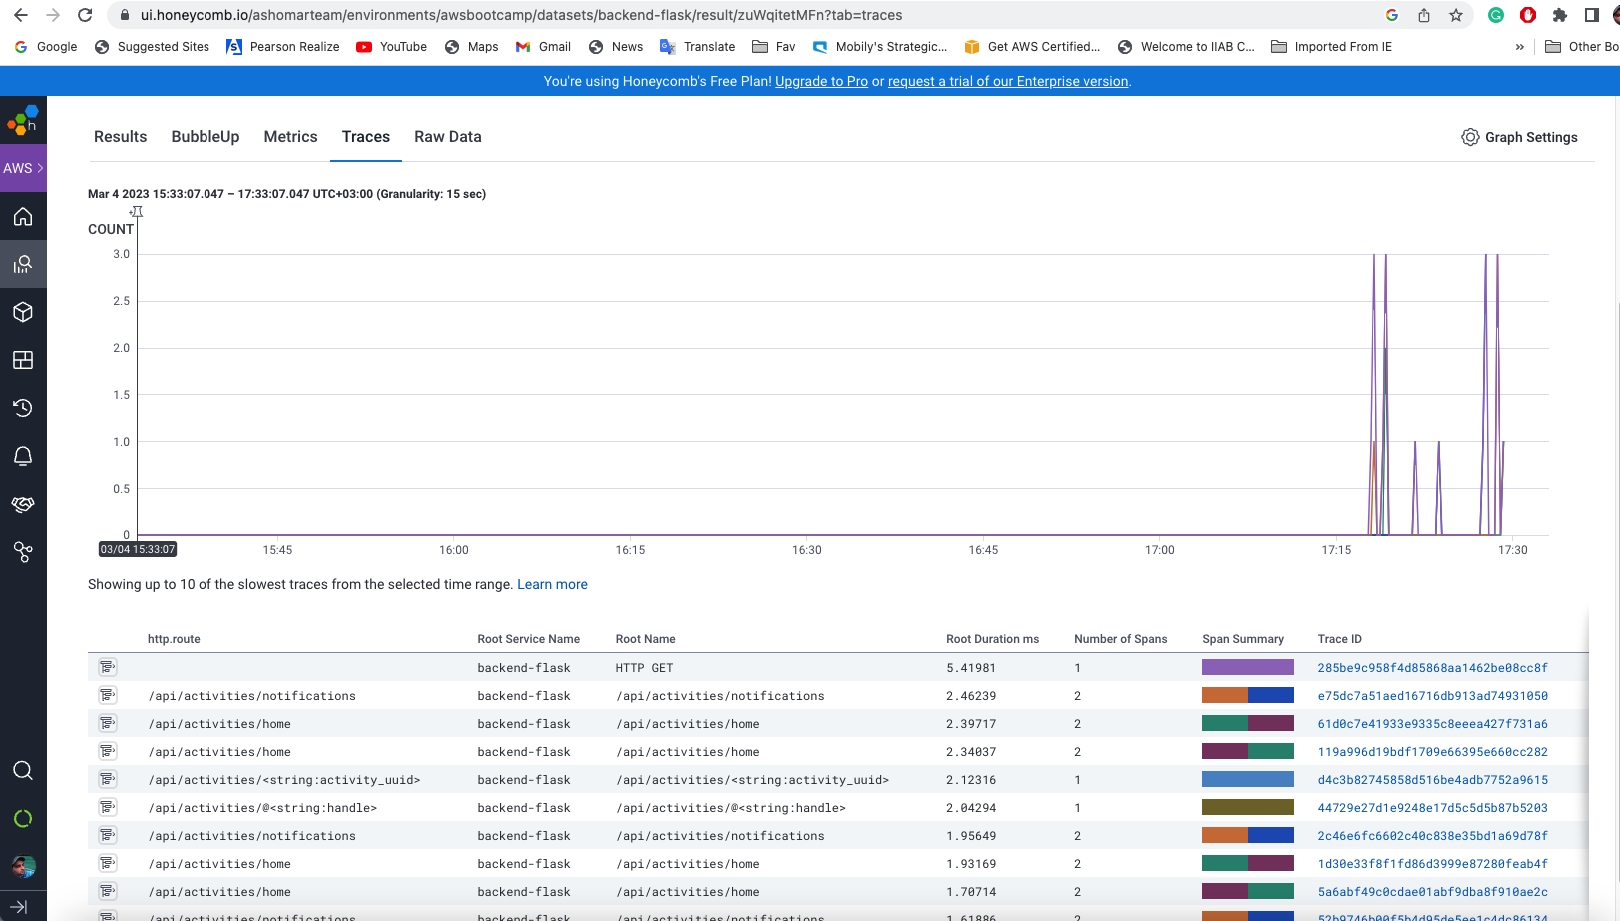 ui.honeycomb.io/ashomarteam/environments/awsbootcamp/datasets/backend-flask/result/zuWqitetMFn?tab=traces
Google Suggested Sites Pearson Realize YouTube Maps Gmail News Translate Fav Mobily's Strategic... Get AWS Certified... Welcome to IIAB C... Imported From IE » Other Bo
You're using Honeycomb's Free Plan! Upgrade to Pro or request a trial of our Enterprise version.
h
AWS >
Results BubbleUp Metrics Traces Raw Data Graph Settings
Mar 4 2023 15:33:07.047 – 17:33:07.047 UTC+03:00 (Granularity: 15 sec)
COUNT
3.0
2.5
2.0
1.5
1.0
0.5
0
03/04 15:33:07 15:45 16:00 16:15 16:30 16:45 17:00 17:15 17:30
Showing up to 10 of the slowest traces from the selected time range. Learn more
http.route Root Service Name Root Name Root Duration ms Number of Spans Span Summary Trace ID
backend-flask HTTP GET 5.41981 1 285be9c958f4d85868aa1462be08cc8f
/api/activities/notifications backend-flask /api/activities/notifications 2.46239 2 e75dc7a51aed16716db913ad74931050
/api/activities/home backend-flask /api/activities/home 2.39717 2 61d0c7e41933e9335c8eeea427f731a6
/api/activities/home backend-flask /api/activities/home 2.34037 2 119a996d19bdf1709e66395e660cc282
/api/activities/<string:activity_uuid> backend-flask /api/activities/<string:activity_uuid> 2.12316 1 d4c3b82745858d516be4adb7752a9615
/api/activities/@<string:handle> backend-flask /api/activities/@<string:handle> 2.04294 1 44729e27d1e9248e17d5c5d5b87b5203
/api/activities/notifications backend-flask /api/activities/notifications 1.95649 2 2c46e6fc6602c40c838e35bd1a69d78f
/api/activities/home backend-flask /api/activities/home 1.93169 2 1d30e33f8f1fd86d3999e87280feab4f
/api/activities/home backend-flask /api/activities/home 1.70714 2 5a6abf49c0cdae01abf9dba8f910ae2c
/api/activities/notifications backend-flask /api/activities/notifications 1.61886 2 52b9746b00f5b4d95de5ee1c4dc86134